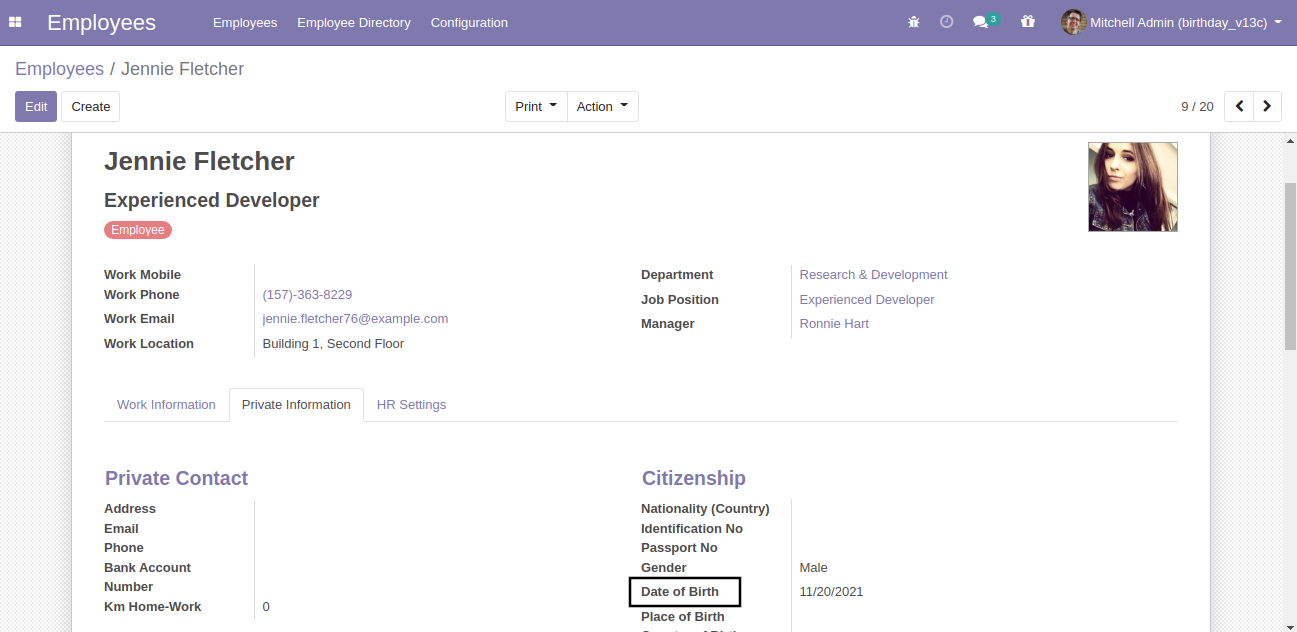 Employees Employees Employee Directory Configuration 3 Mitchell Admin (birthday_v13c)
Employees / Jennie Fletcher
Edit Create Print Action 9 / 20
Jennie Fletcher
Experienced Developer
Employee
Work Mobile
Work Phone (157)-363-8229
Work Email jennie.fletcher76@example.com
Work Location Building 1, Second Floor
Department Research & Development
Job Position Experienced Developer
Manager Ronnie Hart
Work Information Private Information HR Settings
Private Contact
Address
Email
Phone
Bank Account
Number
Km Home-Work 0
Citizenship
Nationality (Country)
Identification No
Passport No
Gender Male
Date of Birth 11/20/2021
Place of Birth